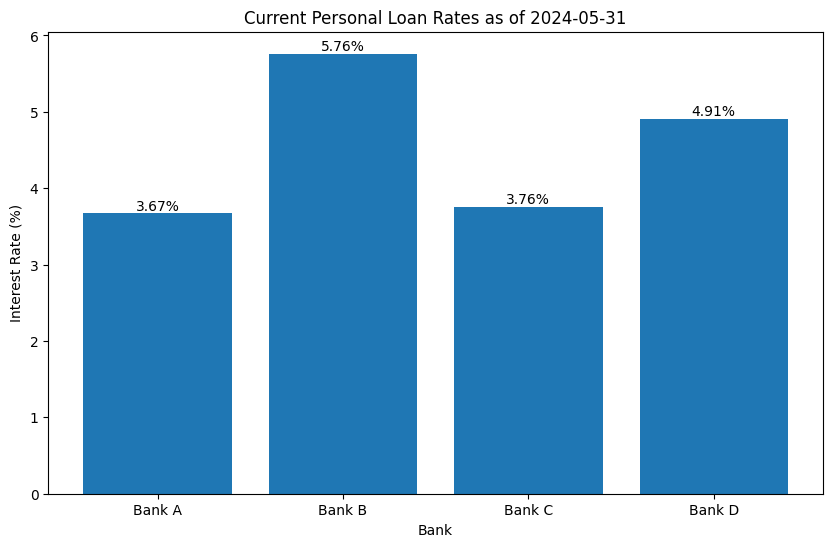 Current Personal Loan Rates as of 2024-05-31
Interest Rate (%)
6
5
4
3
2
1
0
3.67%
5.76%
3.76%
4.91%
Bank A
Bank B
Bank C
Bank D
Bank